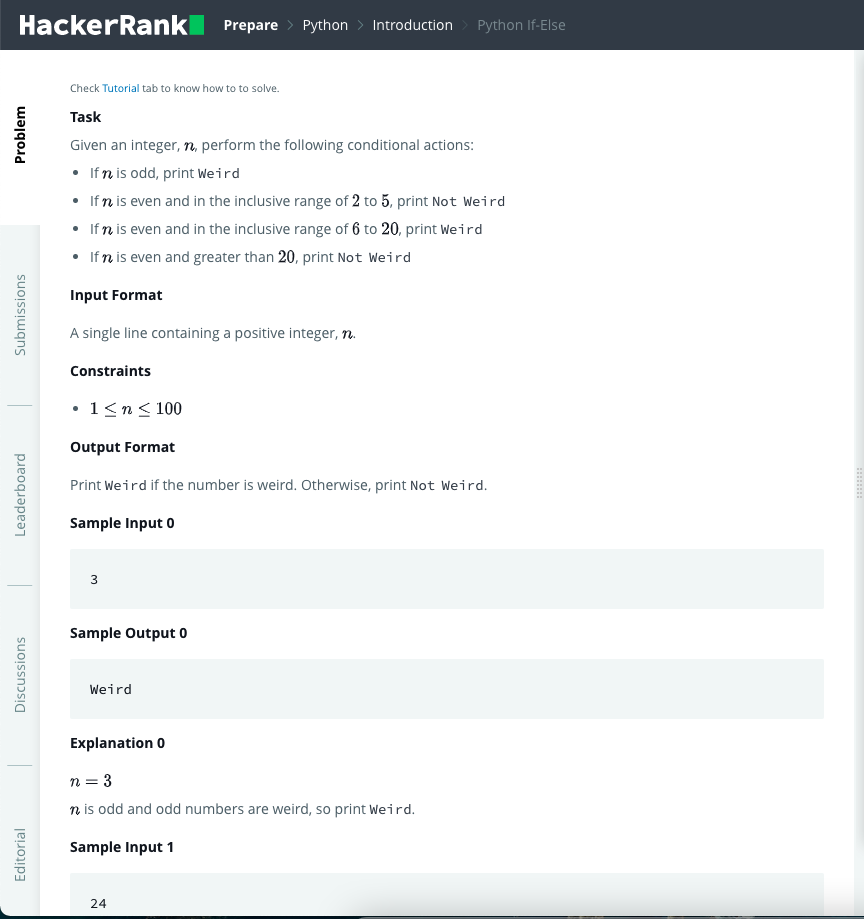 HackerRank
Prepare > Python > Introduction > Python If-Else
Problem
Submissions
Leaderboard
Discussions
Editorial
Check Tutorial tab to know how to to solve.
Task
Given an integer, n, perform the following conditional actions:
• If n is odd, print Weird
• If n is even and in the inclusive range of 2 to 5, print Not Weird
• If n is even and in the inclusive range of 6 to 20, print Weird
• If n is even and greater than 20, print Not Weird
Input Format
A single line containing a positive integer, n.
Constraints
• 1 ≤ n ≤ 100
Output Format
Print Weird if the number is weird. Otherwise, print Not Weird.
Sample Input 0
3
Sample Output 0
Weird
Explanation 0
n = 3
n is odd and odd numbers are weird, so print Weird.
Sample Input 1
24